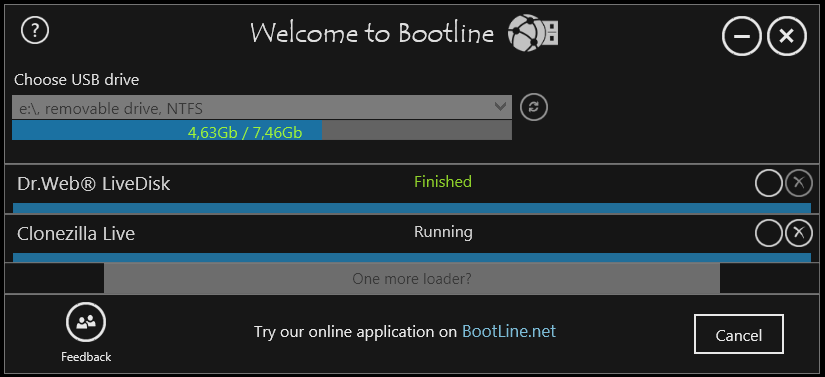 ?
Welcome to Bootline
Choose USB drive
e:\, removable drive, NTFS
4,63Gb / 7,46Gb
Dr.Web® LiveDisk Finished
Clonezilla Live Running
One more loader?
Try our online application on BootLine.net
Cancel
Feedback